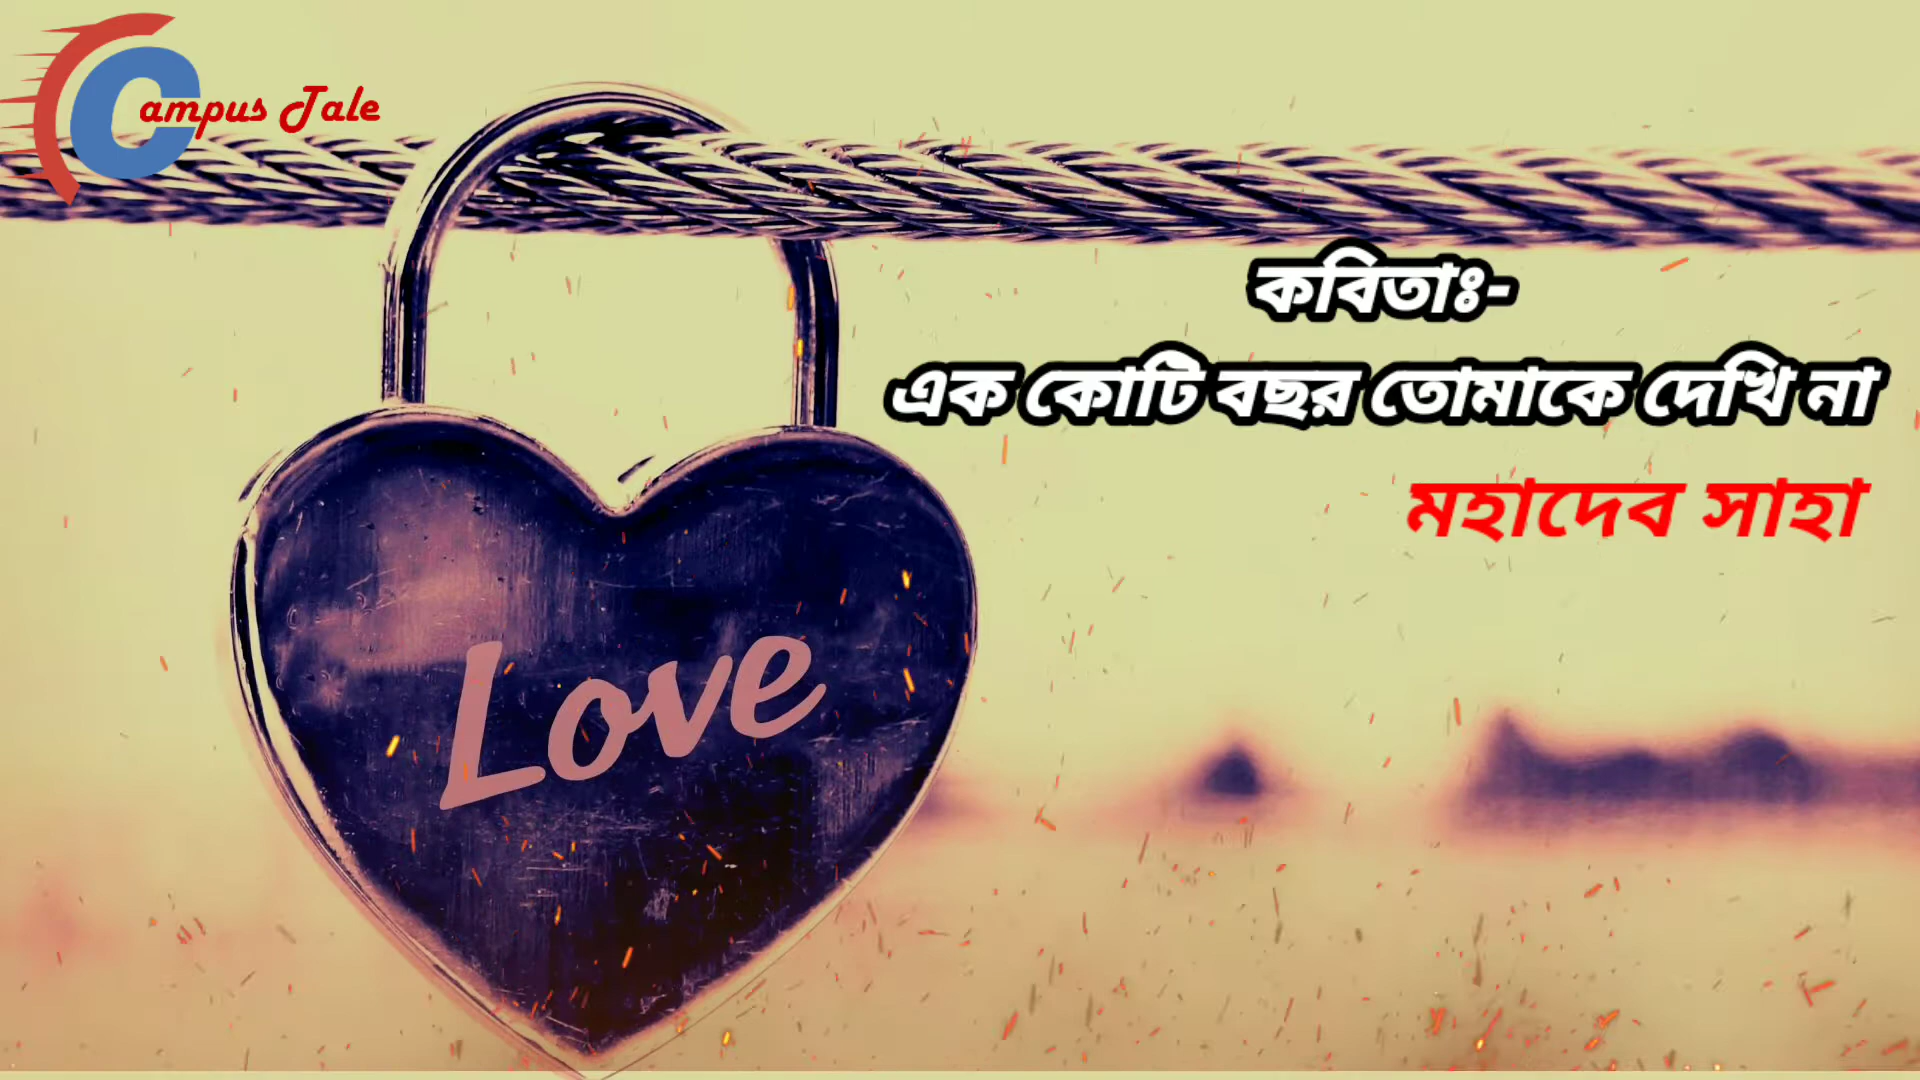 Campus Tale
কবিতাঃ-
এক কোটি বছর তোমাকে দেখি না
মহাদেব সাহা
Love